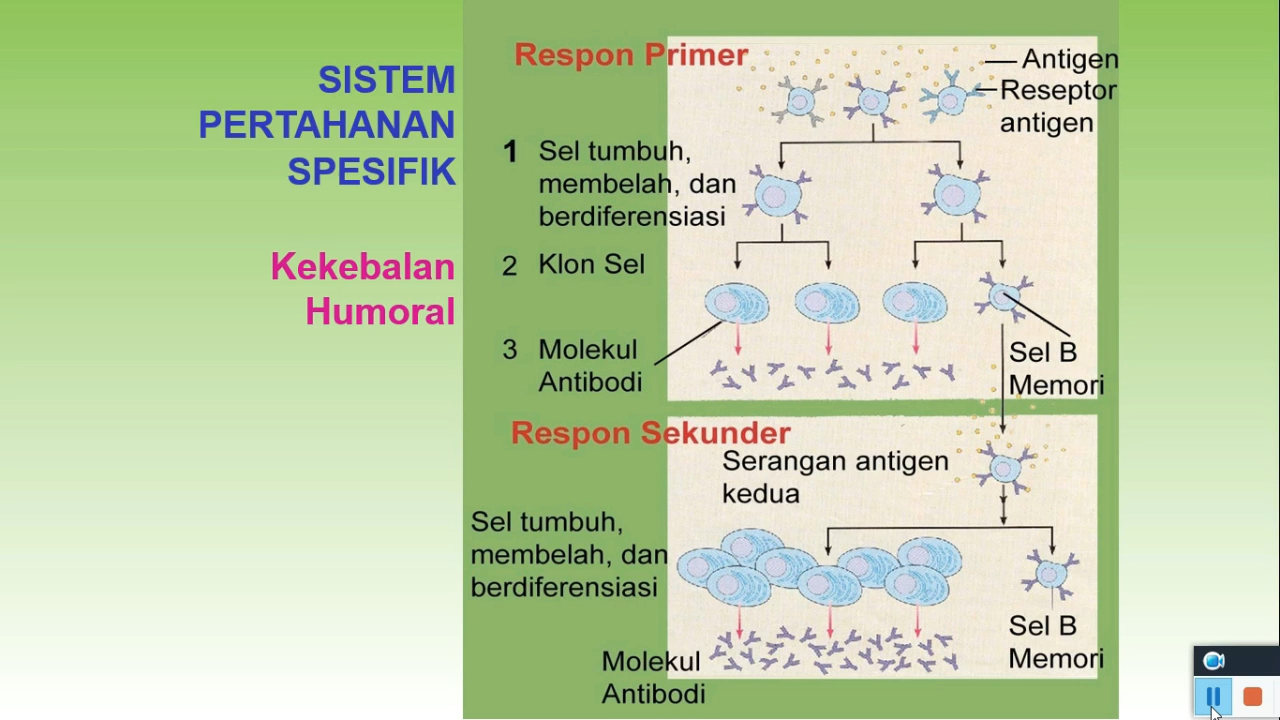 SISTEM
PERTAHANAN
SPESIFIK
Kekebalan
Humoral
Respon Primer
Antigen
Reseptor
antigen
1 Sel tumbuh,
membelah, dan
berdiferensiasi
2 Klon Sel
3 Molekul
Antibodi
Sel B
Memori
Respon Sekunder
Serangan antigen
kedua
Sel tumbuh,
membelah, dan
berdiferensiasi
Sel B
Memori
Molekul
Antibodi